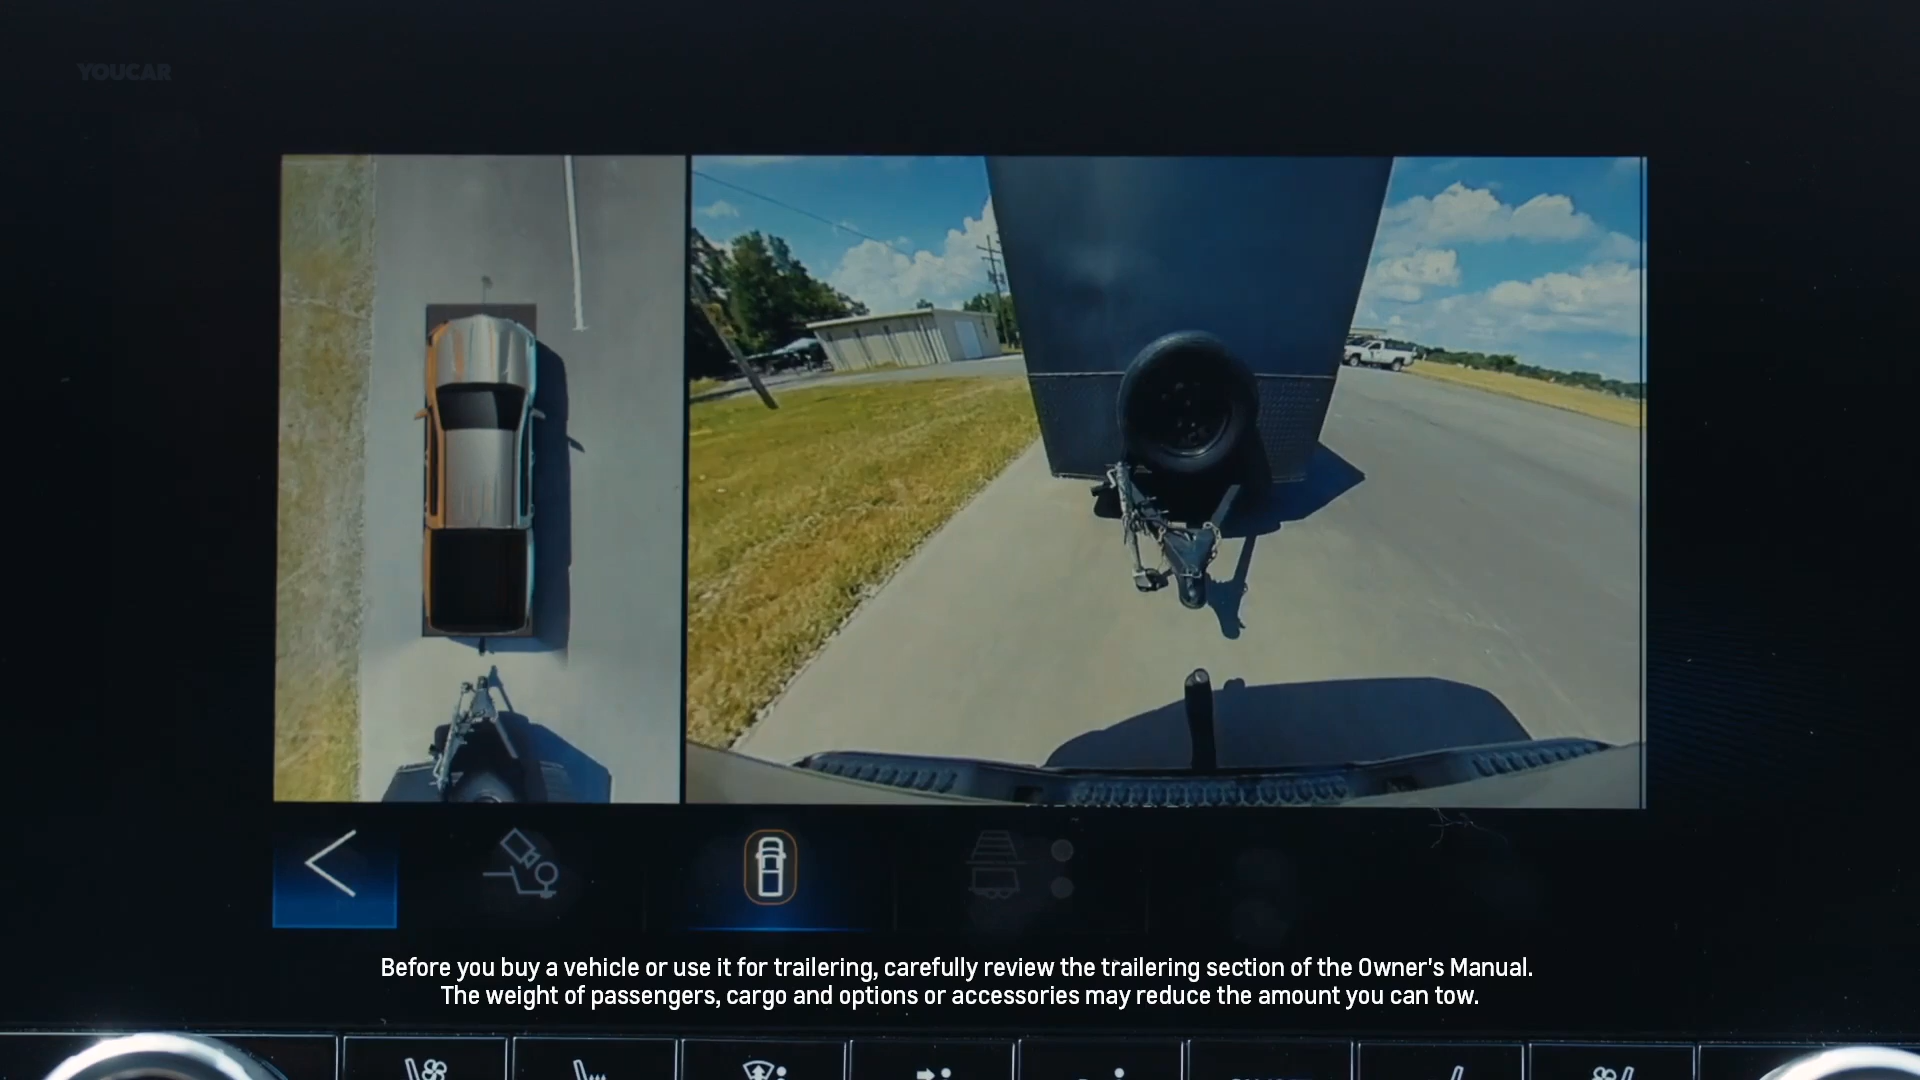 YOUCAR
Before you buy a vehicle or use it for trailering, carefully review the trailering section of the Owner's Manual.
The weight of passengers, cargo and options or accessories may reduce the amount you can tow.